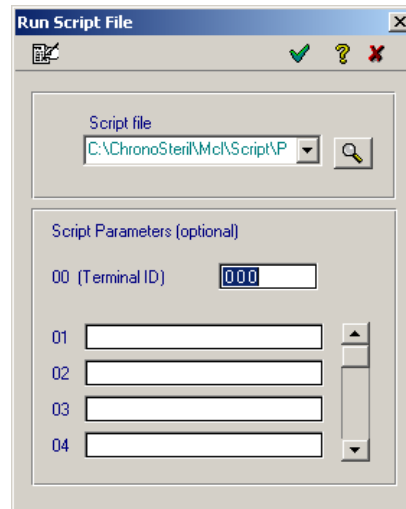 Run Script File
Script file
C:\ChronoSteril\Mcl\Script\P
Script Parameters (optional)
00 (Terminal ID) 000
01
02
03
04